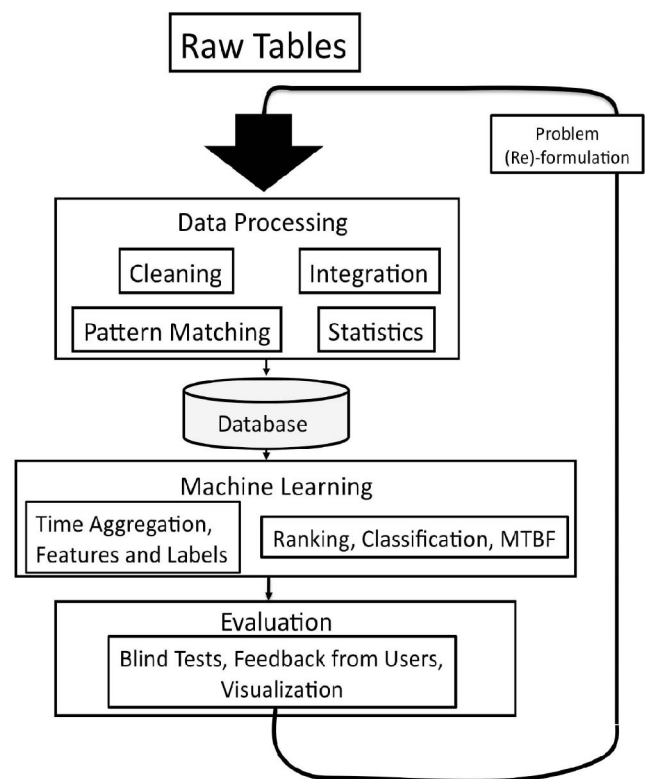 Raw Tables
Problem
(Re)-formulation
Data Processing
Cleaning
Integration
Pattern Matching
Statistics
Database
Machine Learning
Time Aggregation,
Features and Labels
Ranking, Classification, MTBF
Evaluation
Blind Tests, Feedback from Users,
Visualization